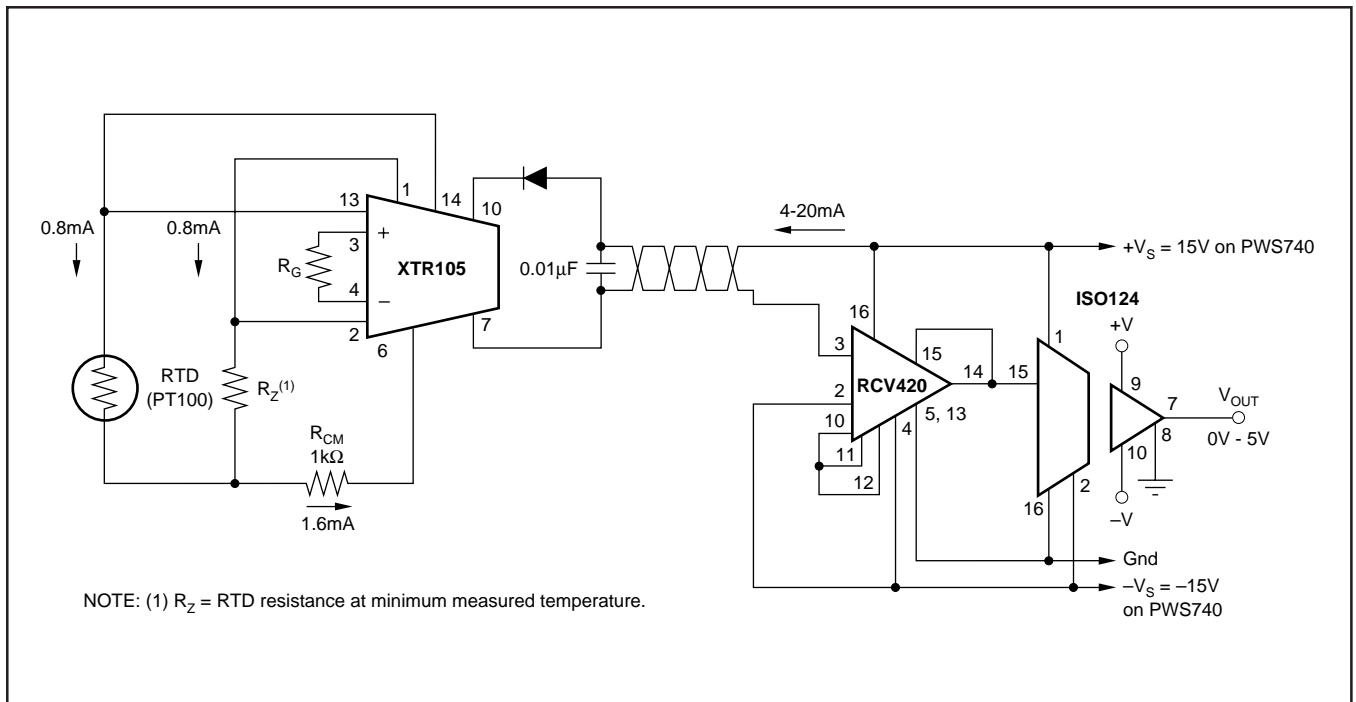 1
14
13
10
0.8mA
0.8mA
3
+
R_G
XTR105
4
−
2
6
7
0.01µF
4-20mA
+V_S = 15V on PWS740
ISO124
16
1
+V
3
15
14
15
9
RCV420
7
V_OUT
2
5, 13
8
0V - 5V
10
4
10
11
12
2
16
−V
RTD
(PT100)
R_Z^(1)
R_CM
1kΩ
1.6mA
Gnd
−V_S = −15V
on PWS740
NOTE: (1) R_Z = RTD resistance at minimum measured temperature.